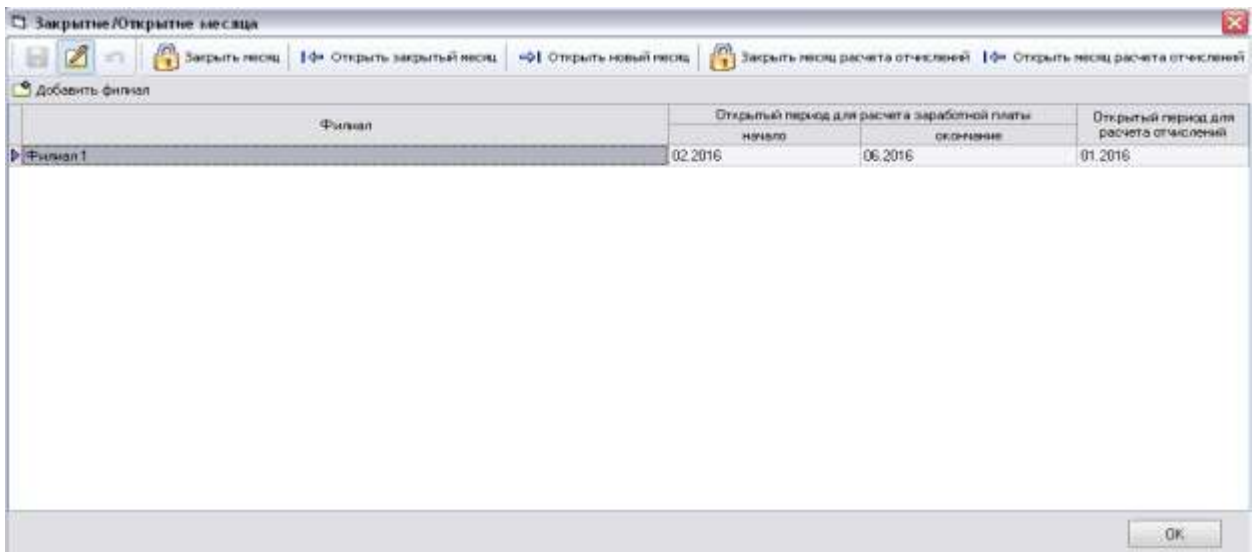 Закрытие/Открытие месяца
Закрыть месяц Открыть закрытый месяц Открыть новый месяц Закрыть месяц расчета отчислений Открыть месяц расчета отчислений
Добавить филиал
Филиал
Открытый период для расчета заработной платы
начало окончание
Открытый период для
расчета отчислений
Филиал 1 02.2016 06.2016 01.2016
OK